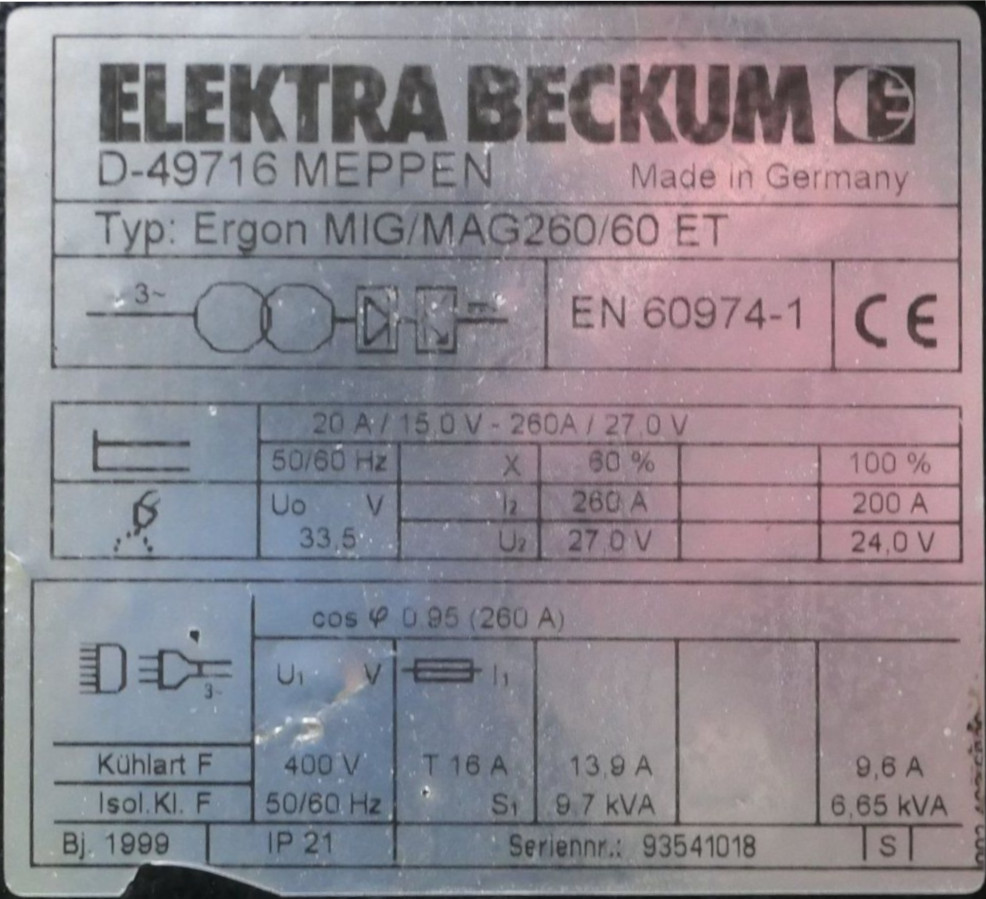 ELEKTRA BECKUM E
D-49716 MEPPEN Made in Germany
Typ: Ergon MIG/MAG260/60 ET
3~ EN 60974-1 CE
20 A / 15,0 V - 260A / 27,0 V
50/60 Hz X 60 % 100 %
U₀ V I₂ 260 A 200 A
33,5 U₂ 27,0 V 24,0 V
cos φ 0,95 (260 A)
3~ U₁ V I₁
Kühlart F 400 V T 16 A 13,9 A 9,6 A
Isol.Kl. F 50/60 Hz S₁ 9,7 kVA 6,65 kVA
Bj. 1999 IP 21 Seriennr.: 93541018 S